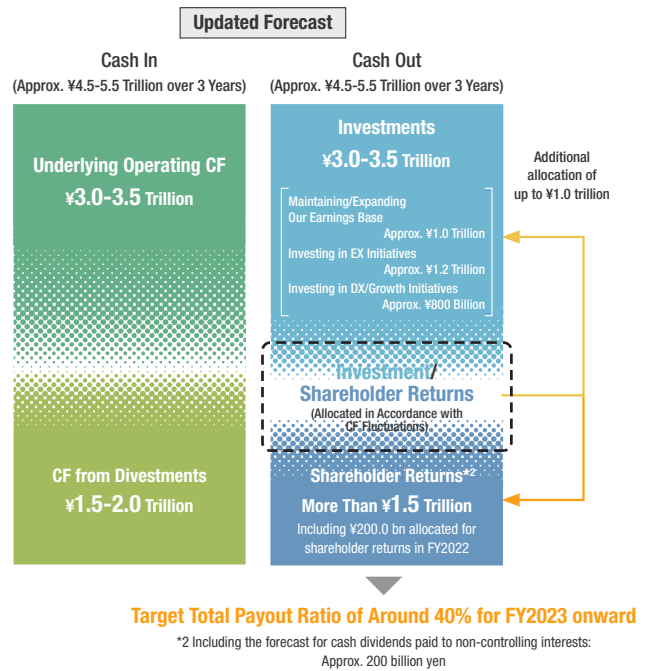 Updated Forecast
Cash In
(Approx. ¥4.5-5.5 Trillion over 3 Years)
Underlying Operating CF
¥3.0-3.5 Trillion
CF from Divestments
¥1.5-2.0 Trillion
Cash Out
(Approx. ¥4.5-5.5 Trillion over 3 Years)
Investments
¥3.0-3.5 Trillion
Maintaining/Expanding
Our Earnings Base
Approx. ¥1.0 Trillion
Investing in EX Initiatives
Approx. ¥1.2 Trillion
Investing in DX/Growth Initiatives
Approx. ¥800 Billion
Investment/
Shareholder Returns
(Allocated in Accordance with
CF Fluctuations)
Shareholder Returns*2
More Than ¥1.5 Trillion
Including ¥200.0 bn allocated for
shareholder returns in FY2022
Additional
allocation of
up to ¥1.0 trillion
Target Total Payout Ratio of Around 40% for FY2023 onward
*2 Including the forecast for cash dividends paid to non-controlling interests:
Approx. 200 billion yen